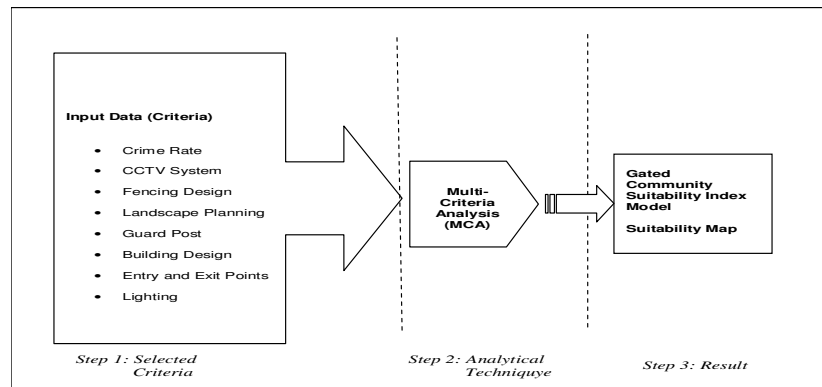 Input Data (Criteria)
• Crime Rate
• CCTV System
• Fencing Design
• Landscape Planning
• Guard Post
• Building Design
• Entry and Exit Points
• Lighting
Multi-
Criteria
Analysis
(MCA)
Gated
Community
Suitability Index
Model
Suitability Map
Step 1: Selected
Criteria
Step 2: Analytical
Techniquye
Step 3: Result